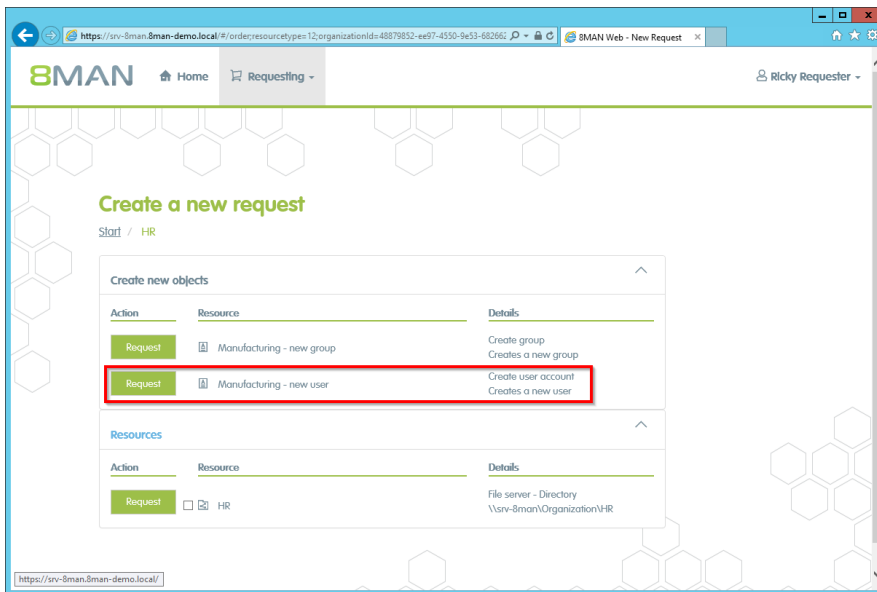 https://srv-8man.8man-demo.local/#/order;resourcetype=12;organizationId=48879852-ee97-4550-9e53-682662
8MAN Web - New Request
8MAN Home Requesting Ricky Requester
Create a new request
Start / HR
Create new objects
Action Resource Details
Request Manufacturing - new group Create group
Creates a new group
Request Manufacturing - new user Create user account
Creates a new user
Resources
Action Resource Details
Request HR File server - Directory
\\srv-8man\Organization\HR
https://srv-8man.8man-demo.local/